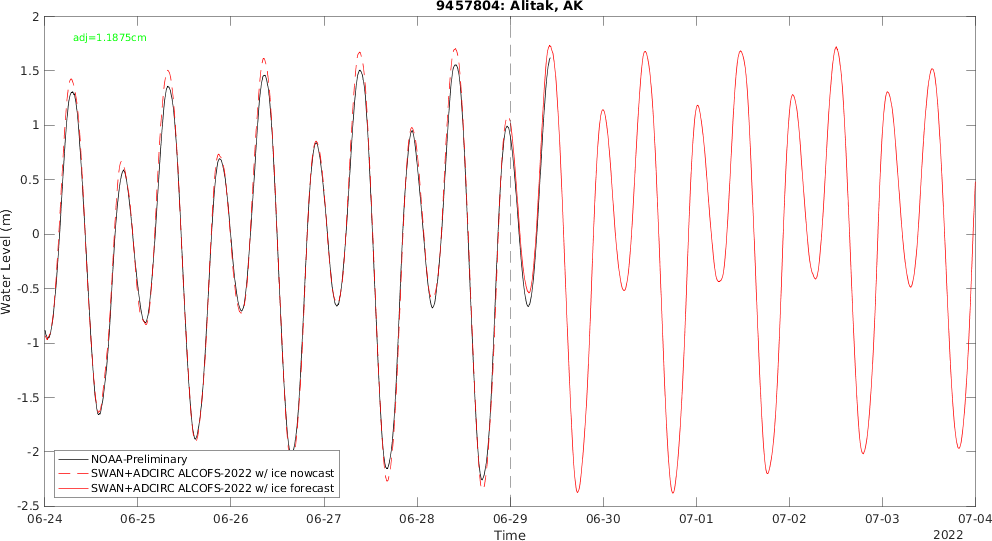 9457804: Alitak, AK
adj=1.1875cm
2
1.5
1
0.5
0
-0.5
-1
-1.5
-2
-2.5
Water Level (m)
NOAA-Preliminary
SWAN+ADCIRC ALCOFS-2022 w/ ice nowcast
SWAN+ADCIRC ALCOFS-2022 w/ ice forecast
06-24 06-25 06-26 06-27 06-28 06-29 06-30 07-01 07-02 07-03 07-04
Time
2022